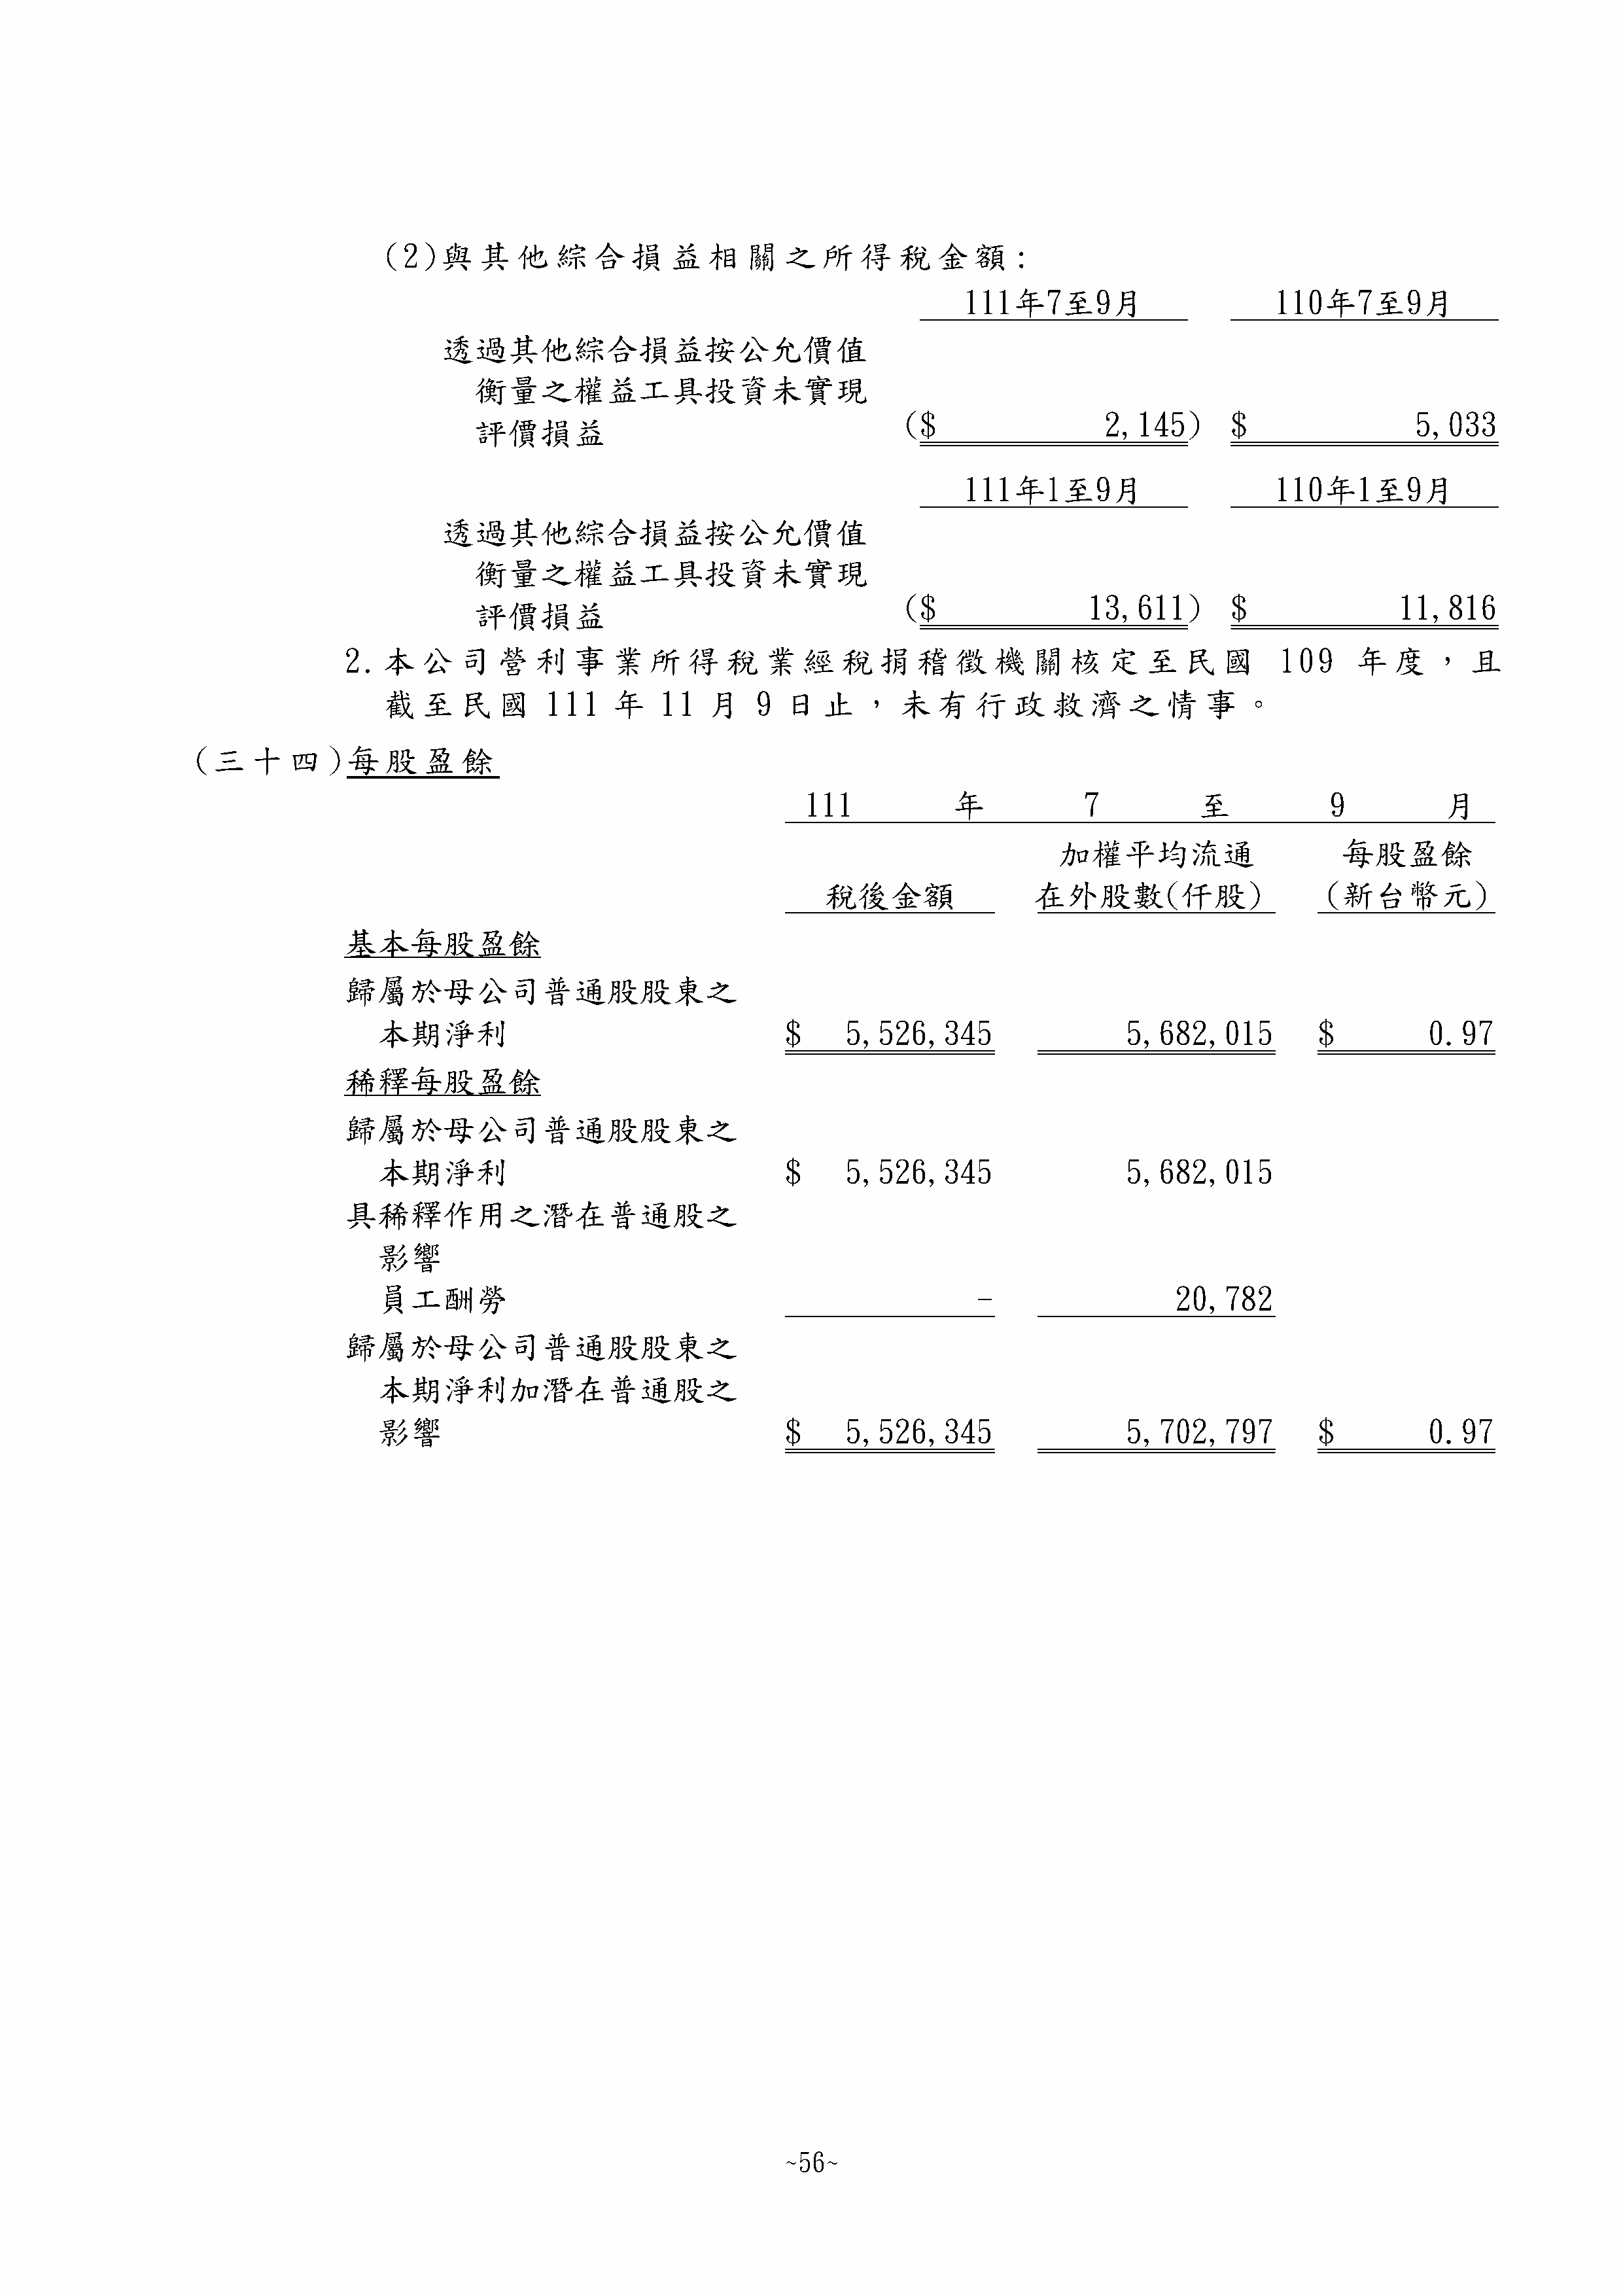 (2)與其他綜合損益相關之所得稅金額:
111年7至9月 110年7至9月
透過其他綜合損益按公允價值
衡量之權益工具投資未實現
評價損益 ($ 2,145) $ 5,033
111年1至9月 110年1至9月
透過其他綜合損益按公允價值
衡量之權益工具投資未實現
評價損益 ($ 13,611) $ 11,816
2.本公司營利事業所得稅業經稅捐稽徵機關核定至民國 109 年度,且
截至民國 111 年 11 月 9 日止,未有行政救濟之情事。
(三十四)每股盈餘
111 年 7 至 9 月
加權平均流通 每股盈餘
稅後金額 在外股數(仟股) (新台幣元)
基本每股盈餘
歸屬於母公司普通股股東之
本期淨利 $ 5,526,345 5,682,015 $ 0.97
稀釋每股盈餘
歸屬於母公司普通股股東之
本期淨利 $ 5,526,345 5,682,015
具稀釋作用之潛在普通股之
影響
員工酬勞 - 20,782
歸屬於母公司普通股股東之
本期淨利加潛在普通股之
影響 $ 5,526,345 5,702,797 $ 0.97
~56~